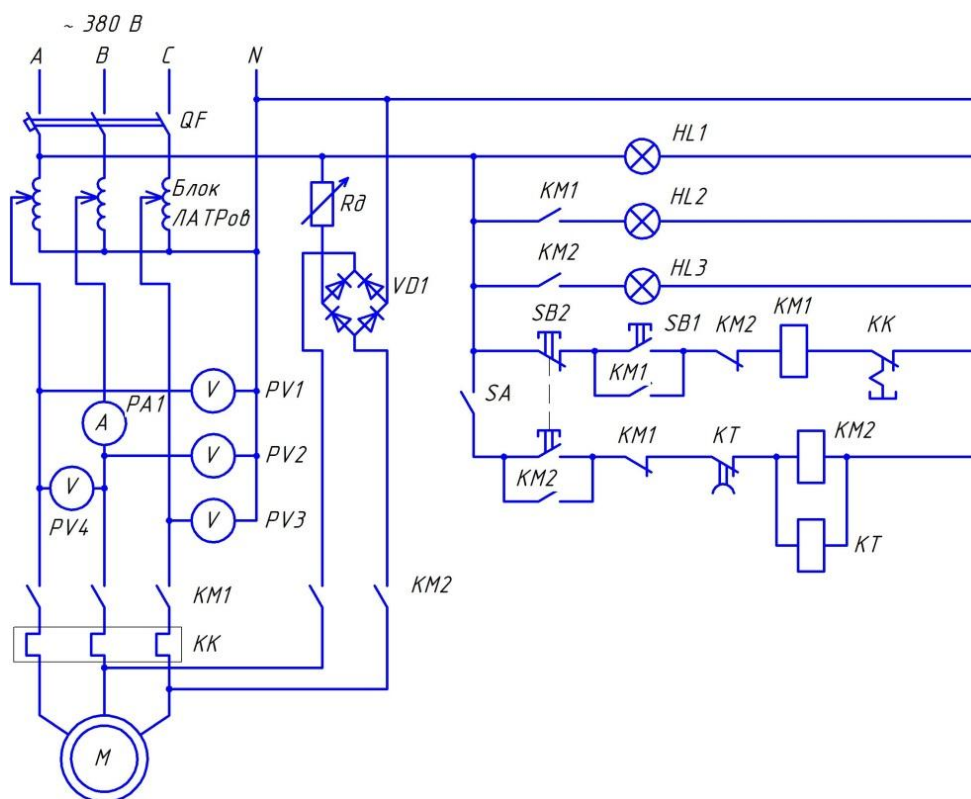 ~ 380 В
A B C N
QF
HL1
Блок
ЛАТРов
Rд
KM1
HL2
KM2
HL3
VD1
SB2
SB1
KM2
KM1
KK
KM1
PV1
SA
PA1
A
V
V
PV2
KM1
KT
KM2
KM2
V
PV4
V
PV3
KT
KM1
KM2
KK
M